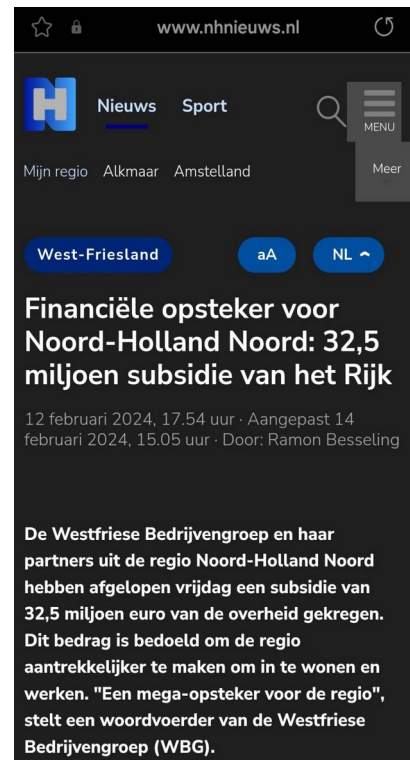 www.nhnieuws.nl
NH
Nieuws Sport
MENU
Mijn regio Alkmaar Amstelland Meer
West-Friesland aA NL
Financiële opsteker voor
Noord-Holland Noord: 32,5
miljoen subsidie van het Rijk
12 februari 2024, 17.54 uur · Aangepast 14
februari 2024, 15.05 uur · Door: Ramon Besseling
De Westfriese Bedrijvengroep en haar
partners uit de regio Noord-Holland Noord
hebben afgelopen vrijdag een subsidie van
32,5 miljoen euro van de overheid gekregen.
Dit bedrag is bedoeld om de regio
aantrekkelijker te maken om in te wonen en
werken. "Een mega-opsteker voor de regio",
stelt een woordvoerder van de Westfriese
Bedrijvengroep (WBG).